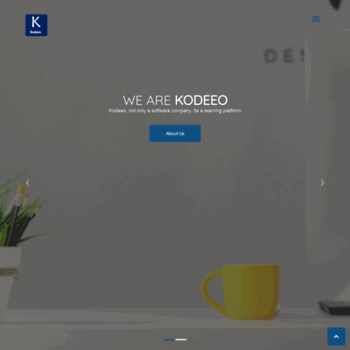 K
Kodeeo
DES
WE ARE KODEEO
Kodeeo, not only a software company, its a learning platform
About Us